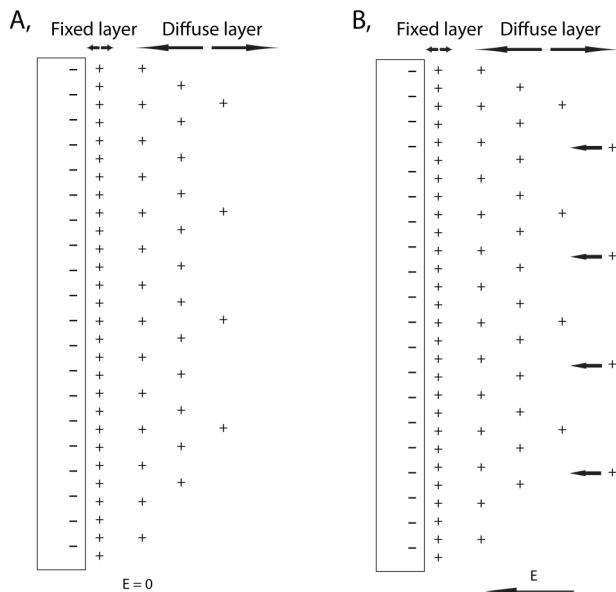 A,
Fixed layer Diffuse layer
E = 0
B,
Fixed layer Diffuse layer
E